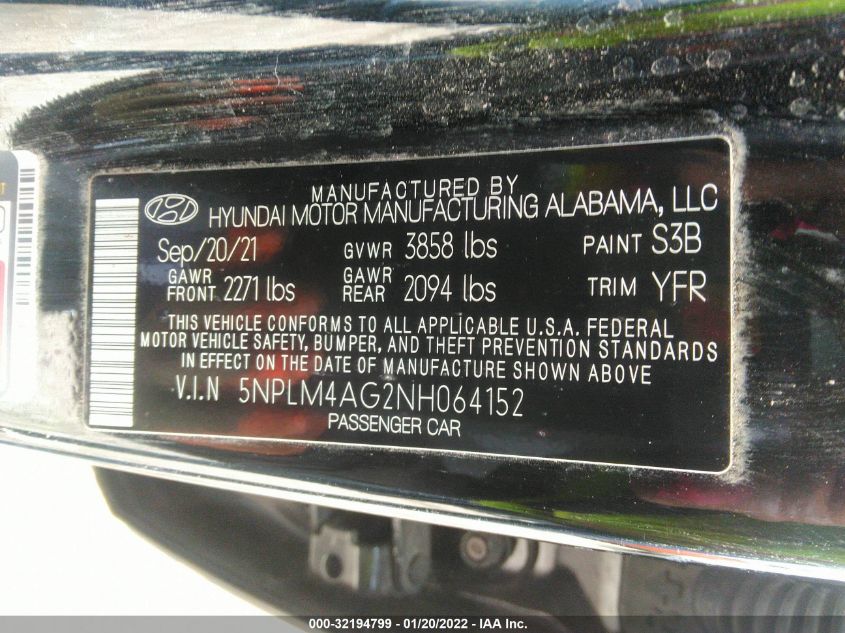 MANUFACTURED BY
HYUNDAI MOTOR MANUFACTURING ALABAMA, LLC
Sep/20/21 GVWR 3858 lbs PAINT S3B
GAWR FRONT 2271 lbs GAWR REAR 2094 lbs TRIM YFR
THIS VEHICLE CONFORMS TO ALL APPLICABLE U.S.A. FEDERAL
MOTOR VEHICLE SAFETY, BUMPER, AND THEFT PREVENTION STANDARDS
IN EFFECT ON THE DATE OF MANUFACTURE SHOWN ABOVE
V.I.N 5NPLM4AG2NH064152
PASSENGER CAR
000-32194799 - 01/20/2022 - IAA Inc.